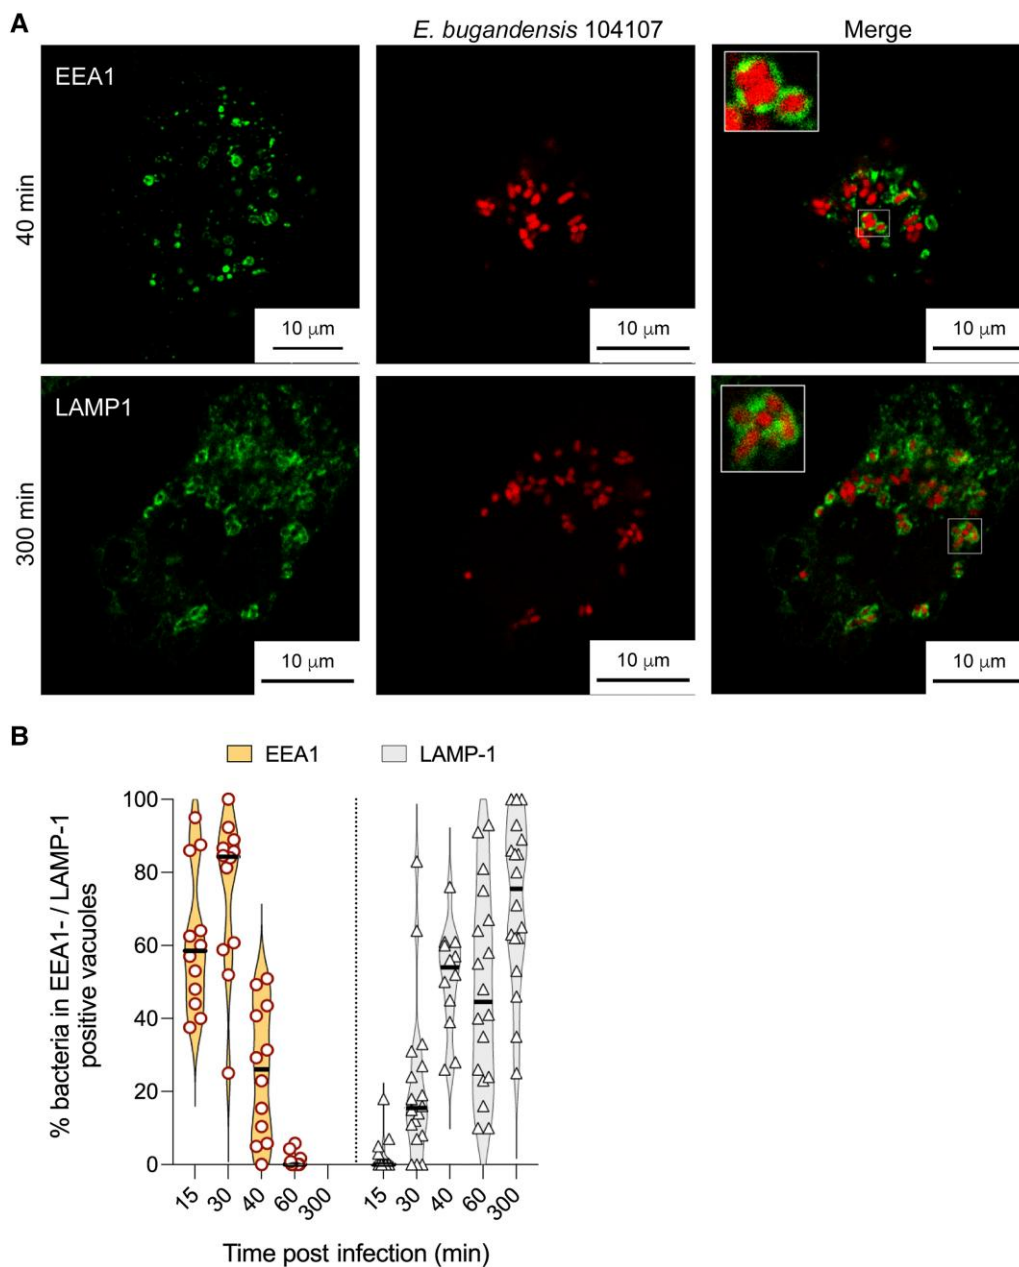 A
E. bugandensis 104107
Merge
EEA1
40 min
10 μm
10 μm
10 μm
LAMP1
300 min
10 μm
10 μm
10 μm
B
EEA1
LAMP-1
% bacteria in EEA1- / LAMP-1
positive vacuoles
100
80
60
40
20
0
15
30
40
60
300
15
30
40
60
300
Time post infection (min)